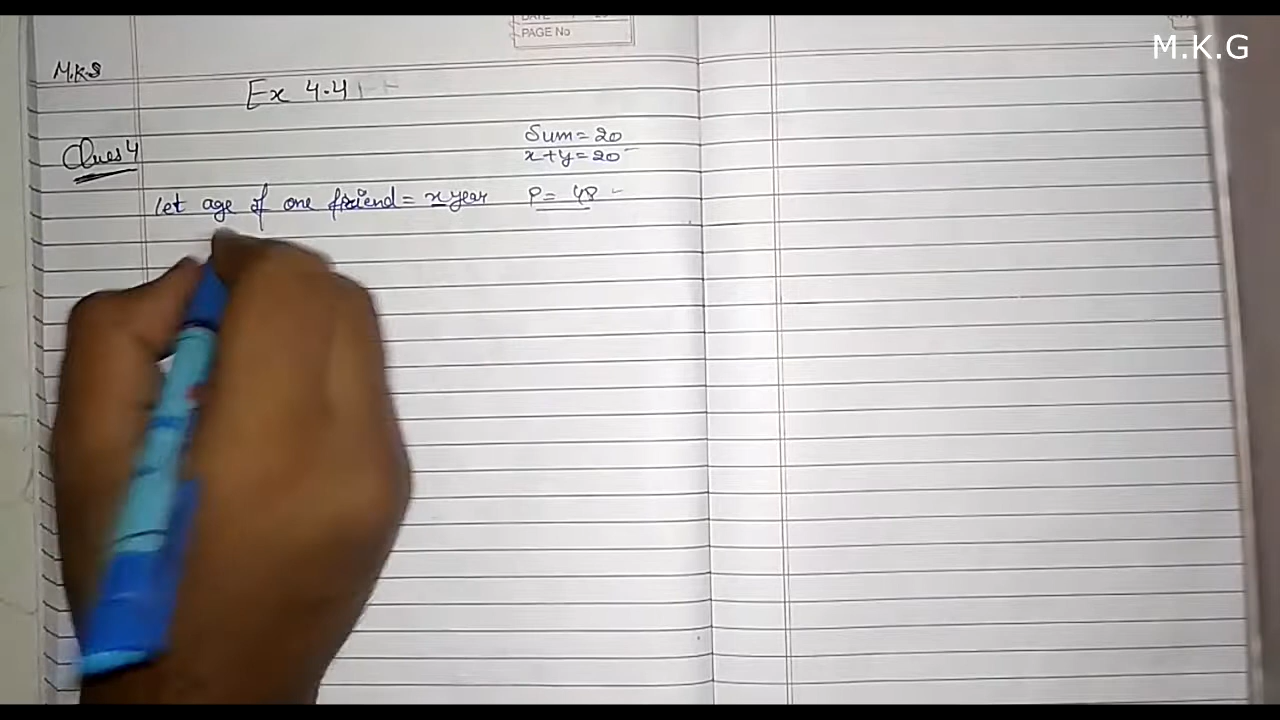 PAGE No
M.K.G
M.K.S
Ex 4.4
Ques 4
Sum = 20
x+y = 20
Let age of one friend = x year
P = 48